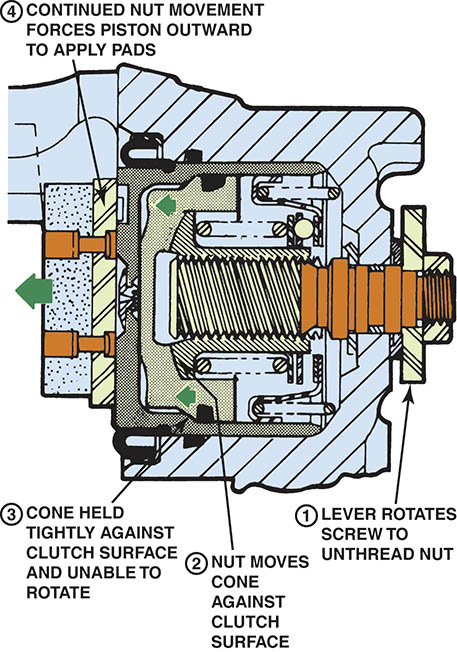 ④ CONTINUED NUT MOVEMENT
FORCES PISTON OUTWARD
TO APPLY PADS
③ CONE HELD
TIGHTLY AGAINST
CLUTCH SURFACE
AND UNABLE TO
ROTATE
② NUT MOVES
CONE
AGAINST
CLUTCH
SURFACE
① LEVER ROTATES
SCREW TO
UNTHREAD NUT